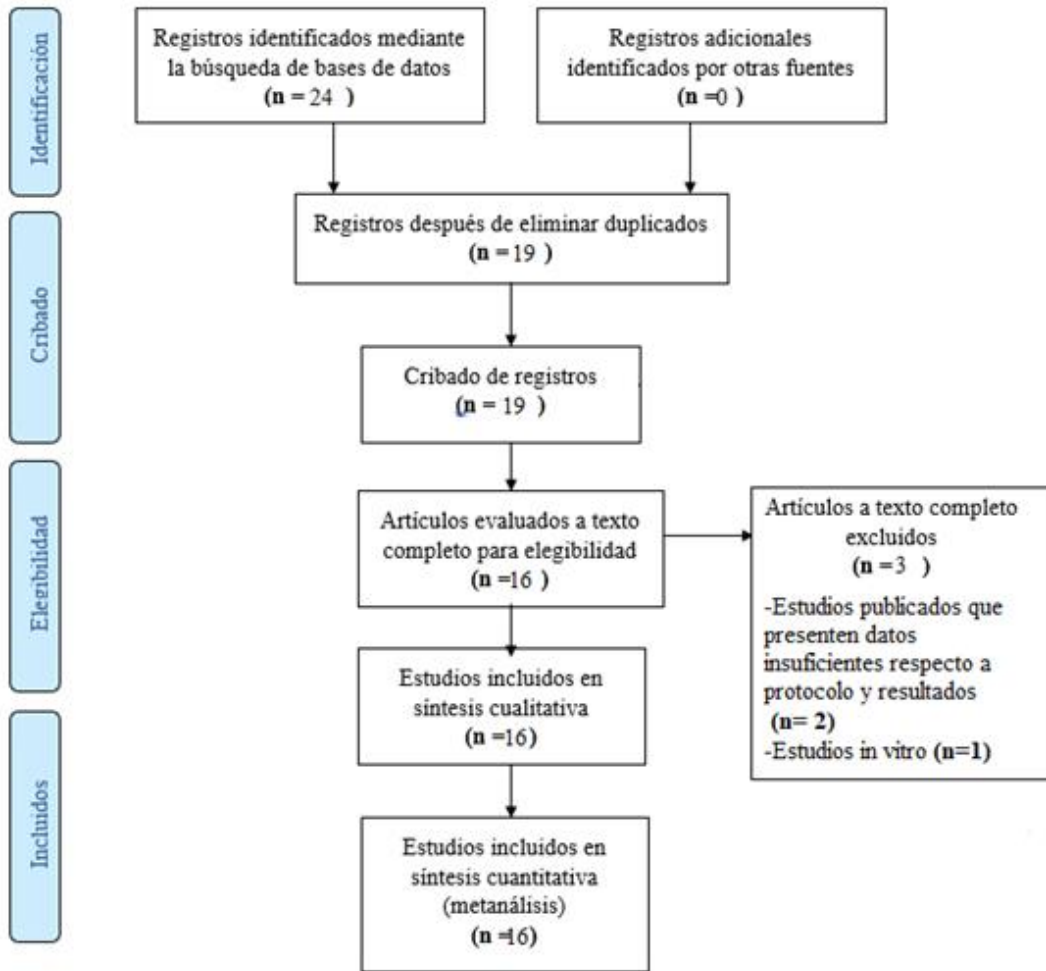 Identificación
Registros identificados mediante
la búsqueda de bases de datos
(n = 24 )
Registros adicionales
identificados por otras fuentes
(n =0 )
Registros después de eliminar duplicados
(n = 19 )
Cribado
Cribado de registros
(n = 19 )
Elegibilidad
Artículos evaluados a texto
completo para elegibilidad
(n =16 )
Artículos a texto completo
excluidos
(n = 3 )
-Estudios publicados que
presenten datos
insuficientes respecto a
protocolo y resultados
(n= 2)
-Estudios in vitro (n=1)
Estudios incluidos en
síntesis cualitativa
(n =16)
Incluidos
Estudios incluidos en
síntesis cuantitativa
(metanálisis)
(n =16)